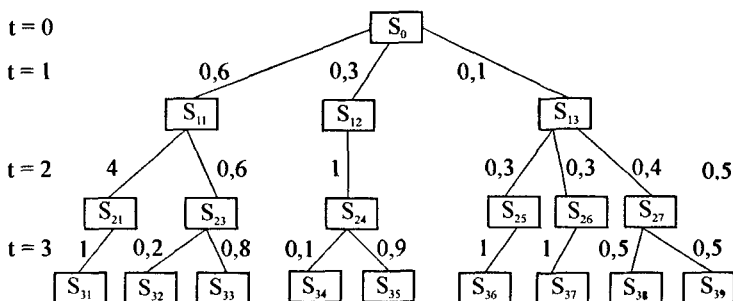 t = 0 S₀
t = 1 0,6 0,3 0,1
S₁₁ S₁₂ S₁₃
t = 2 4 0,6 1 0,3 0,3 0,4 0,5
S₂₁ S₂₃ S₂₄ S₂₅ S₂₆ S₂₇
t = 3 1 0,2 0,8 0,1 0,9 1 1 0,5 0,5
S₃₁ S₃₂ S₃₃ S₃₄ S₃₅ S₃₆ S₃₇ S₃₈ S₃₉